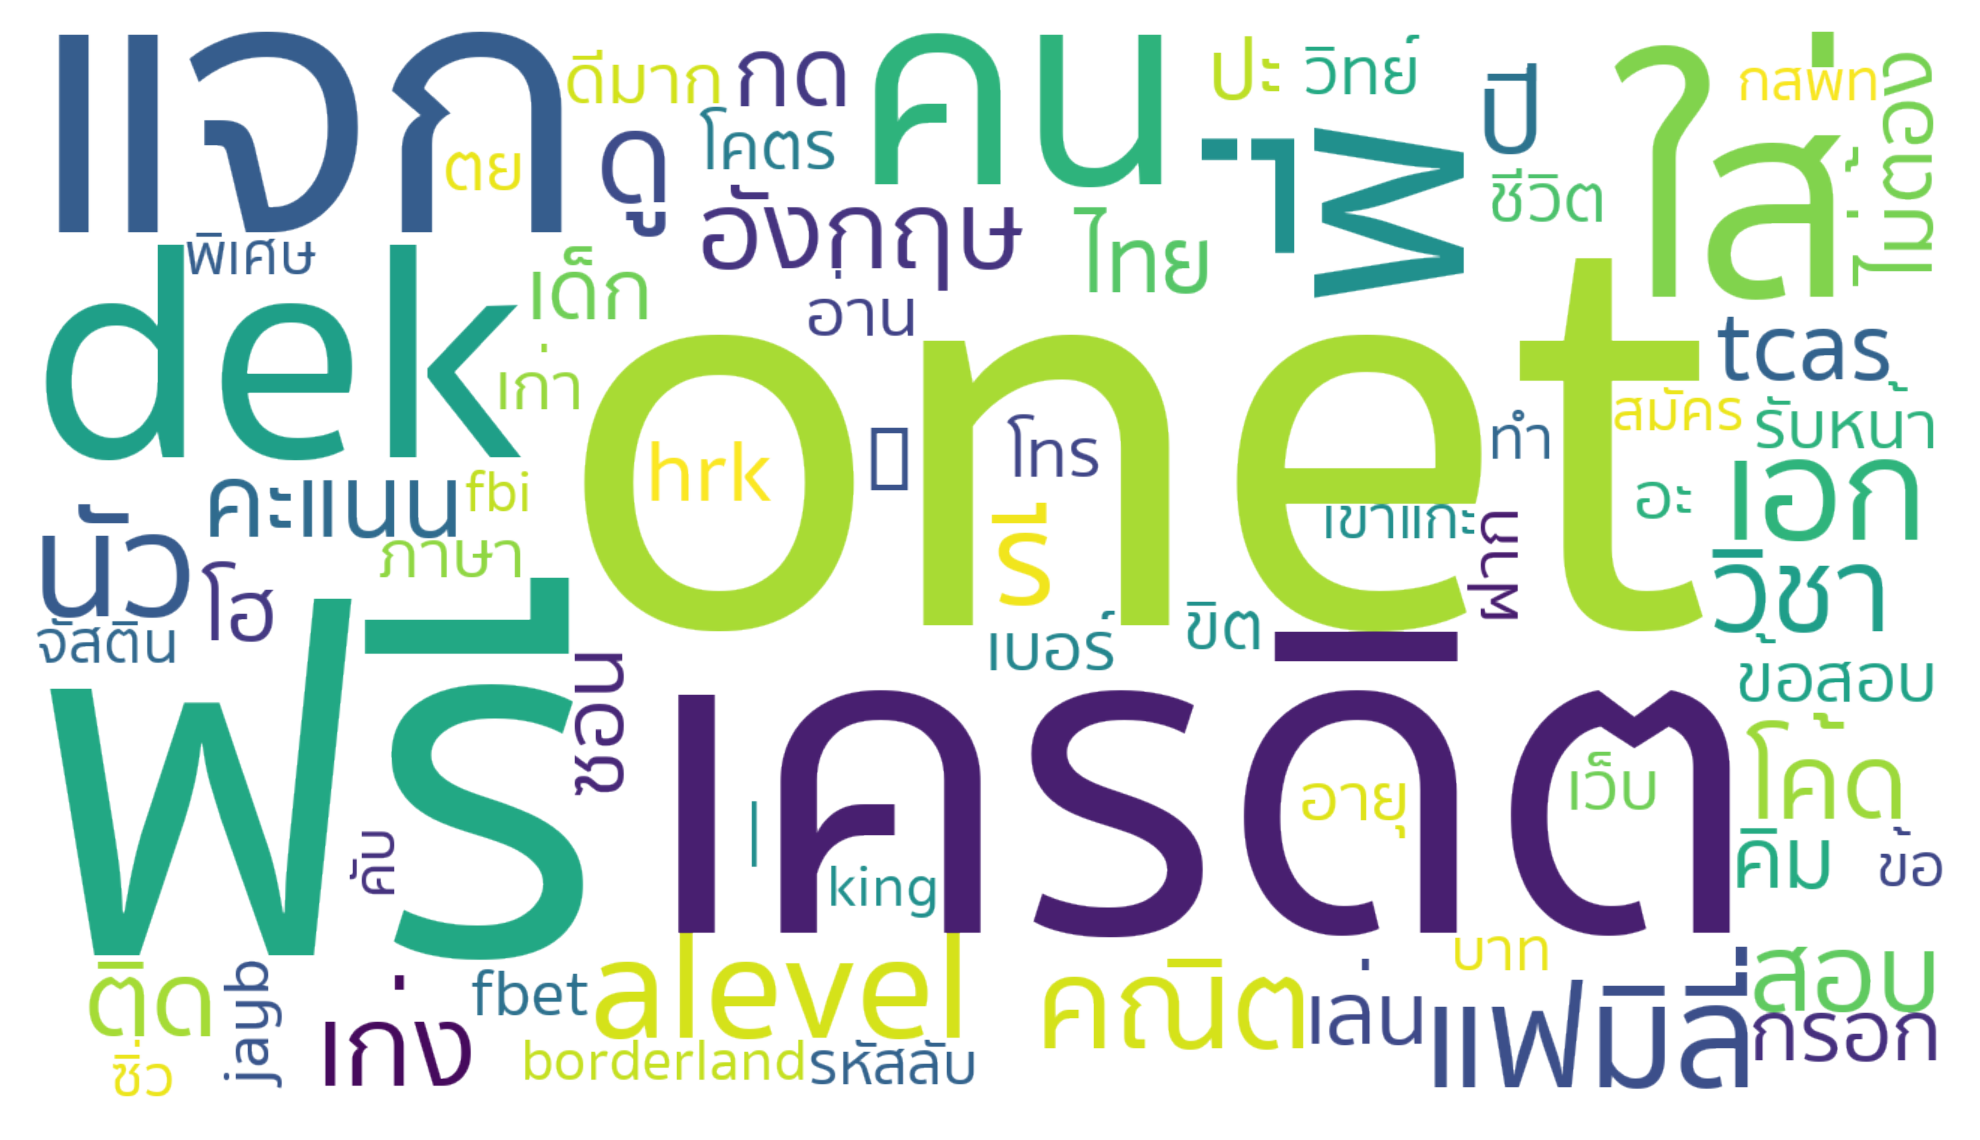 แจก
ดีมาก
กด
คน
ปะ
วิทย์
ปี
ใส่
กสพท
ไม่ต้อง
ตย
ดู
โคตร
พี่
ชีวิต
พิเศษ
อังกฤษ
ไทย
dek
เด็ก
อ่าน
onet
tcas
เก่า
สมัคร
รับหน้า
hrk
โทร
ทำ
เอก
คะแนน
fbi
อะ
นัว
ภาษา
รี
เขาแกะ
ฝาก
วิชา
โฮ
จัสติน
เบอร์
ขิต
ข้อสอบ
ฟรี
ซอน
เครดิต
อายุ
เว็บ
โค้ด
คับ
|
king
คิม
ข้อ
ติด
jayb
เก่ง
fbet
alevel
คณิต
บาท
เล่น
แฟมิลี่
สอบ
กรอก
ซิ่ว
borderland
รหัสลับ